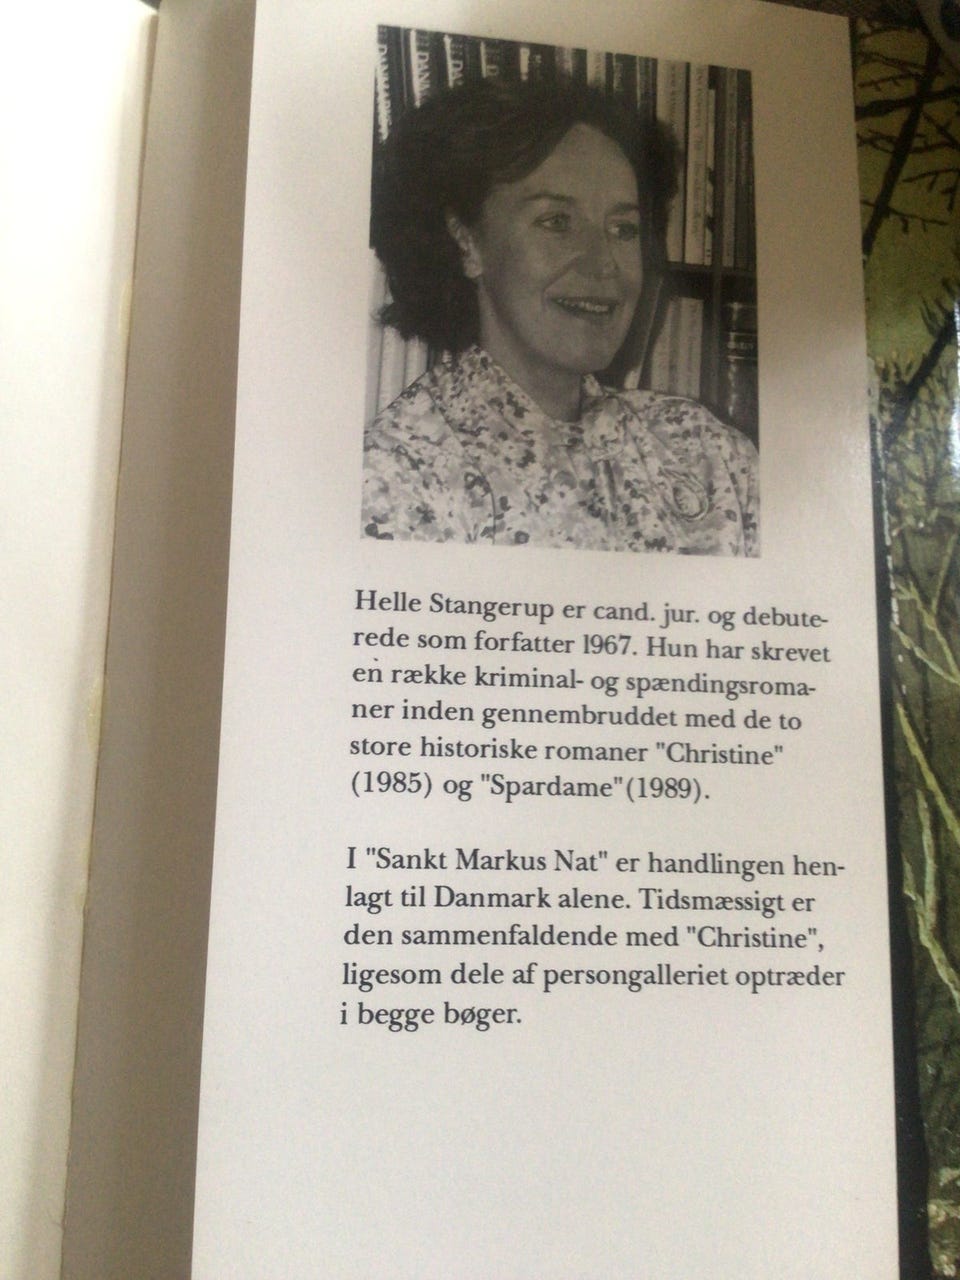 Helle Stangerup er cand. jur. og debute-
rede som forfatter 1967. Hun har skrevet
en række kriminal- og spændingsroma-
ner inden gennembruddet med de to
store historiske romaner "Christine"
(1985) og "Spardame"(1989).
I "Sankt Markus Nat" er handlingen hen-
lagt til Danmark alene. Tidsmæssigt er
den sammenfaldende med "Christine",
ligesom dele af persongalleriet optræder
i begge bøger.